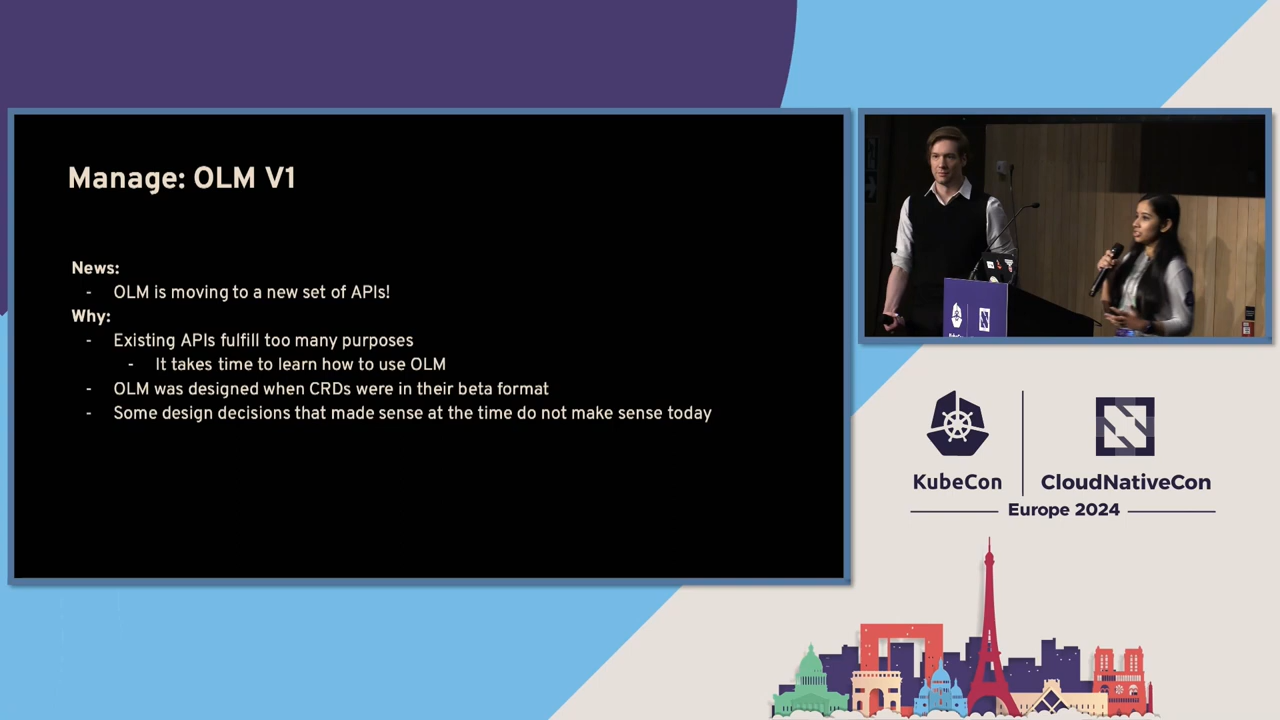 Manage: OLM V1
News:
- OLM is moving to a new set of APIs!
Why:
- Existing APIs fulfill too many purposes
- It takes time to learn how to use OLM
- OLM was designed when CRDs were in their beta format
- Some design decisions that made sense at the time do not make sense today
KubeCon
CloudNativeCon
Europe 2024